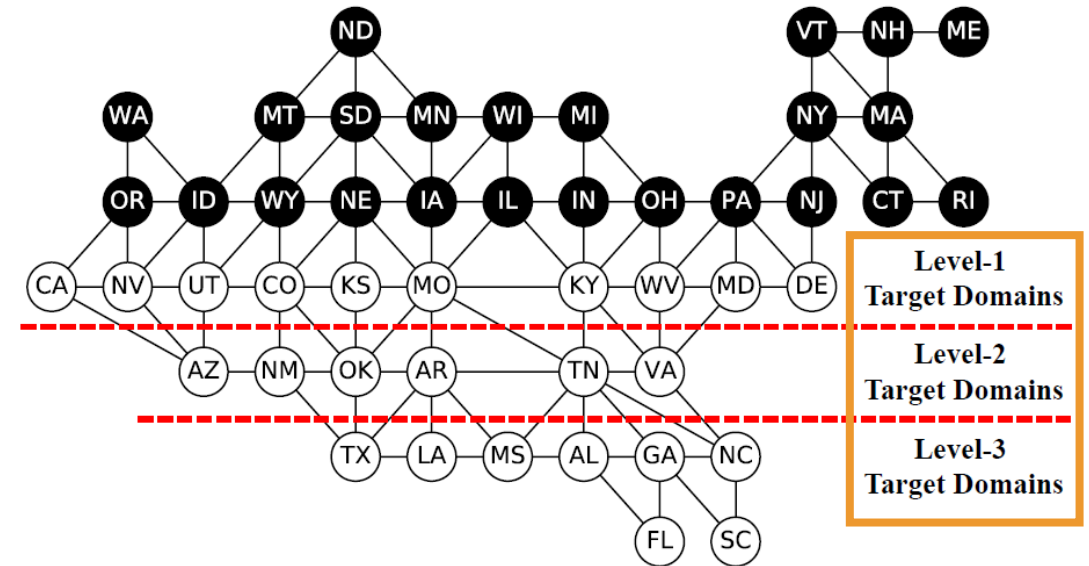 ND VT NH ME
WA MT SD MN WI MI NY MA
OR ID WY NE IA IL IN OH PA NJ CT RI
CA NV UT CO KS MO KY WV MD DE
Level-1
Target Domains
AZ NM OK AR TN VA
Level-2
Target Domains
TX LA MS AL GA NC
Level-3
Target Domains
FL SC